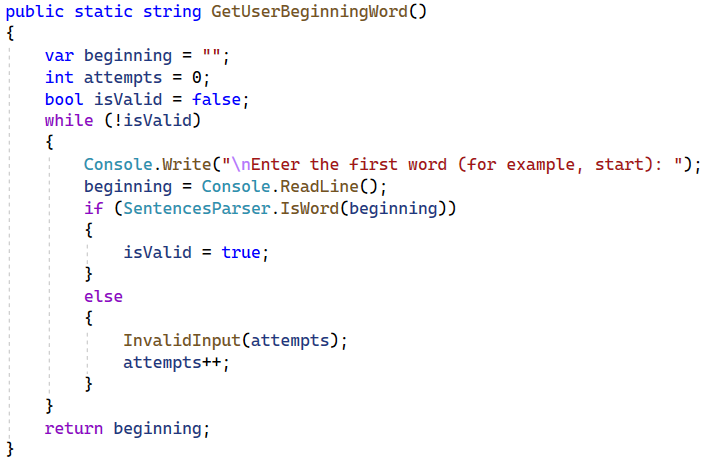 public static string GetUserBeginningWord()
{
    var beginning = "";
    int attempts = 0;
    bool isValid = false;
    while (!isValid)
    {
        Console.Write("\nEnter the first word (for example, start): ");
        beginning = Console.ReadLine();
        if (SentencesParser.IsWord(beginning))
        {
            isValid = true;
        }
        else
        {
            InvalidInput(attempts);
            attempts++;
        }
    }
    return beginning;
}